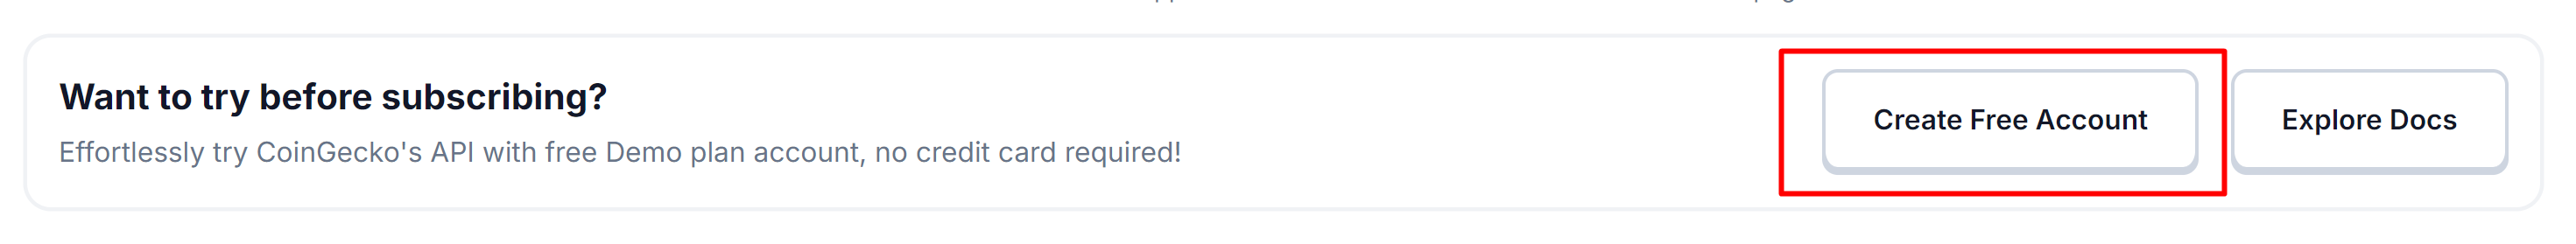 Want to try before subscribing?
Effortlessly try CoinGecko's API with free Demo plan account, no credit card required!
Create Free Account
Explore Docs